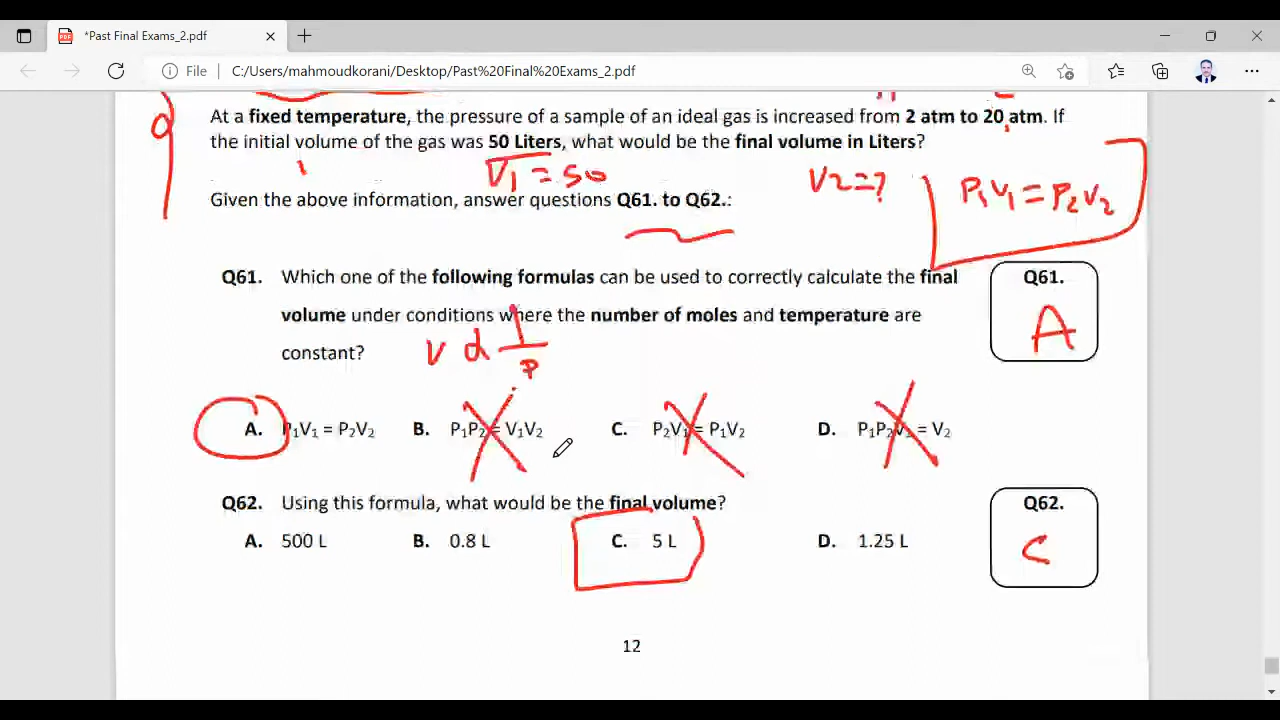 *Past Final Exams_2.pdf
File C:/Users/mahmoudkorani/Desktop/Past%20Final%20Exams_2.pdf
At a fixed temperature, the pressure of a sample of an ideal gas is increased from 2 atm to 20 atm. If
the initial volume of the gas was 50 Liters, what would be the final volume in Liters?
V1 = 50
V2=?
P1V1 = P2V2
Given the above information, answer questions Q61. to Q62.:
Q61. Which one of the following formulas can be used to correctly calculate the final
volume under conditions where the number of moles and temperature are
constant?
V α 1/P
Q61.
A
A. P₁V₁ = P₂V₂ B. P₁P₂ = V₁V₂ C. P₂V₁ = P₁V₂ D. P₁P₂V₁ = V₂
Q62. Using this formula, what would be the final volume?
A. 500 L B. 0.8 L C. 5 L D. 1.25 L
Q62.
C
12